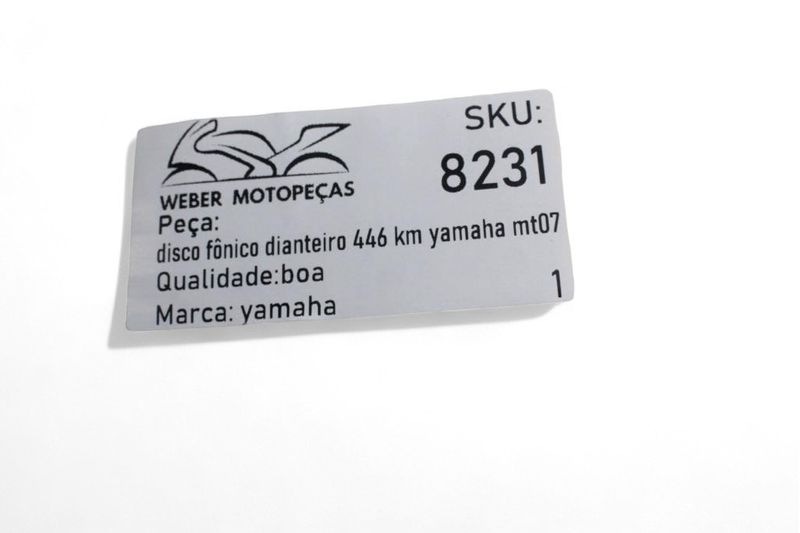 SKU:
8231
WEBER MOTOPEÇAS
Peça:
disco fônico dianteiro 446 km yamaha mt07
Qualidade:boa
1
Marca: yamaha